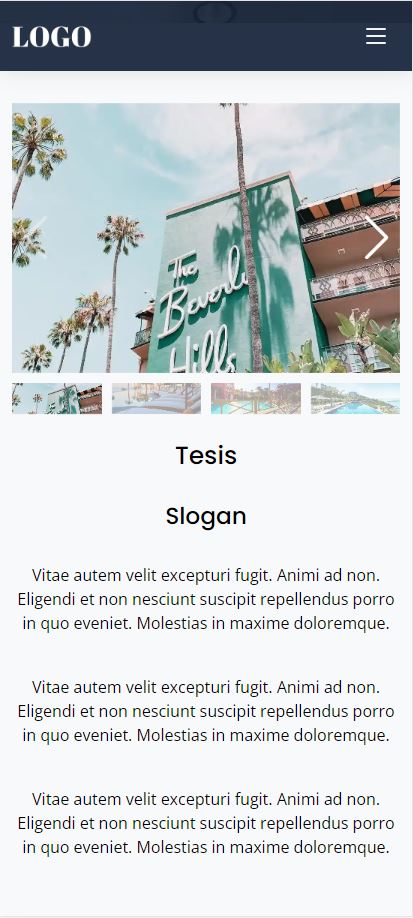 LOGO
The
Beverly
Hills
Tesis
Slogan
Vitae autem velit excepturi fugit. Animi ad non.
Eligendi et non nesciunt suscipit repellendus porro
in quo eveniet. Molestias in maxime doloremque.
Vitae autem velit excepturi fugit. Animi ad non.
Eligendi et non nesciunt suscipit repellendus porro
in quo eveniet. Molestias in maxime doloremque.
Vitae autem velit excepturi fugit. Animi ad non.
Eligendi et non nesciunt suscipit repellendus porro
in quo eveniet. Molestias in maxime doloremque.